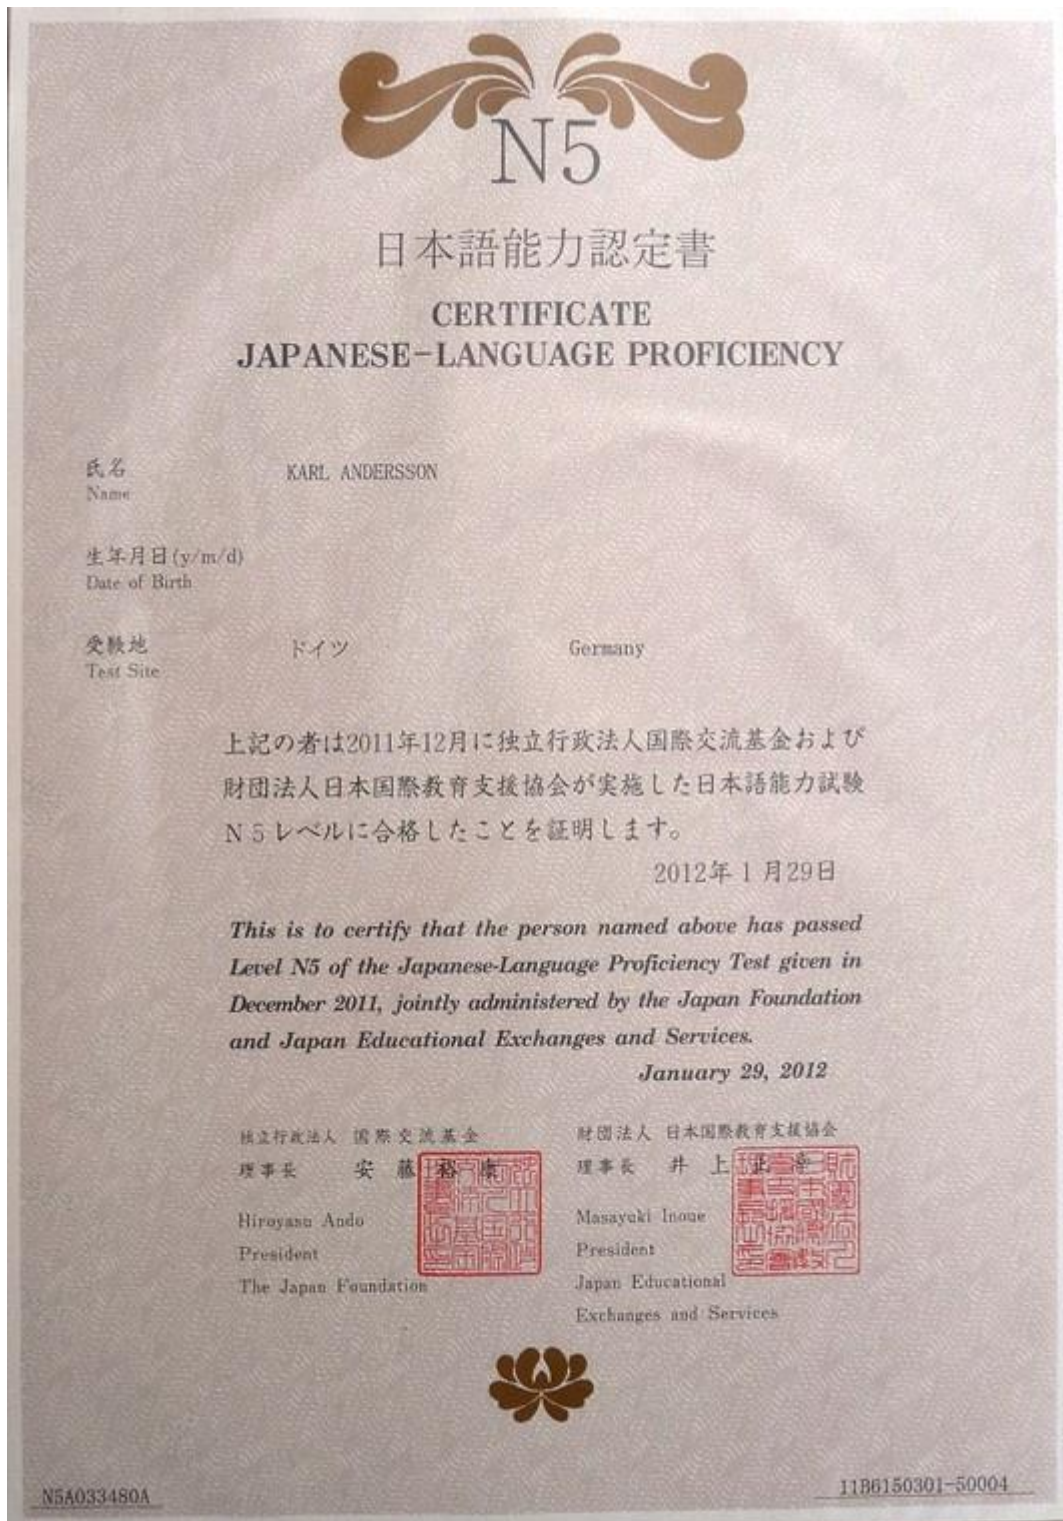 N5
日本語能力認定書
CERTIFICATE
JAPANESE-LANGUAGE PROFICIENCY
氏名 KARL ANDERSSON
Name
生年月日(y/m/d)
Date of Birth
受験地 ドイツ Germany
Test Site
上記の者は2011年12月に独立行政法人国際交流基金および
財団法人日本国際教育支援協会が実施した日本語能力試験
N5レベルに合格したことを証明します。
2012年1月29日
This is to certify that the person named above has passed
Level N5 of the Japanese-Language Proficiency Test given in
December 2011, jointly administered by the Japan Foundation
and Japan Educational Exchanges and Services.
January 29, 2012
独立行政法人 国際交流基金
理事長 安藤裕康
Hiroyasu Ando
President
The Japan Foundation
財団法人 日本国際教育支援協会
理事長 井上正幸
Masayuki Inoue
President
Japan Educational
Exchanges and Services
N5A033480A
11B6150301-50004